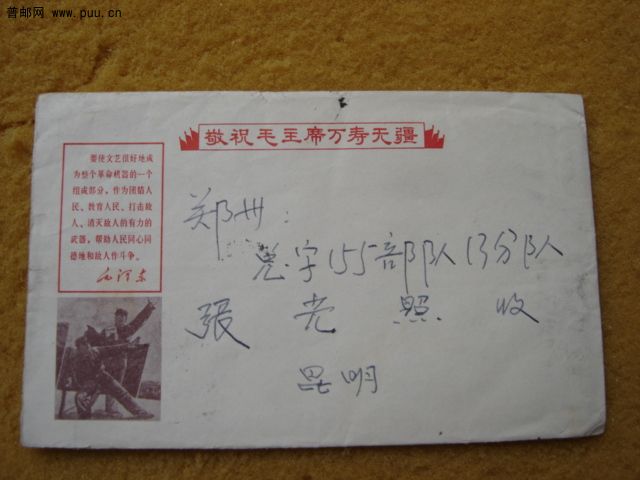 普邮网 www.puu.cn
敬祝毛主席万寿无疆
要使文艺很好地成
为整个革命机器的一个
组成部分，作为团结人
民、教育人民、打击敌
人、消灭敌人的有力的
武器，帮助人民同心同
德地和敌人作斗争。
毛泽东
郑州：
字155部队13分队
張光照 收
昆明